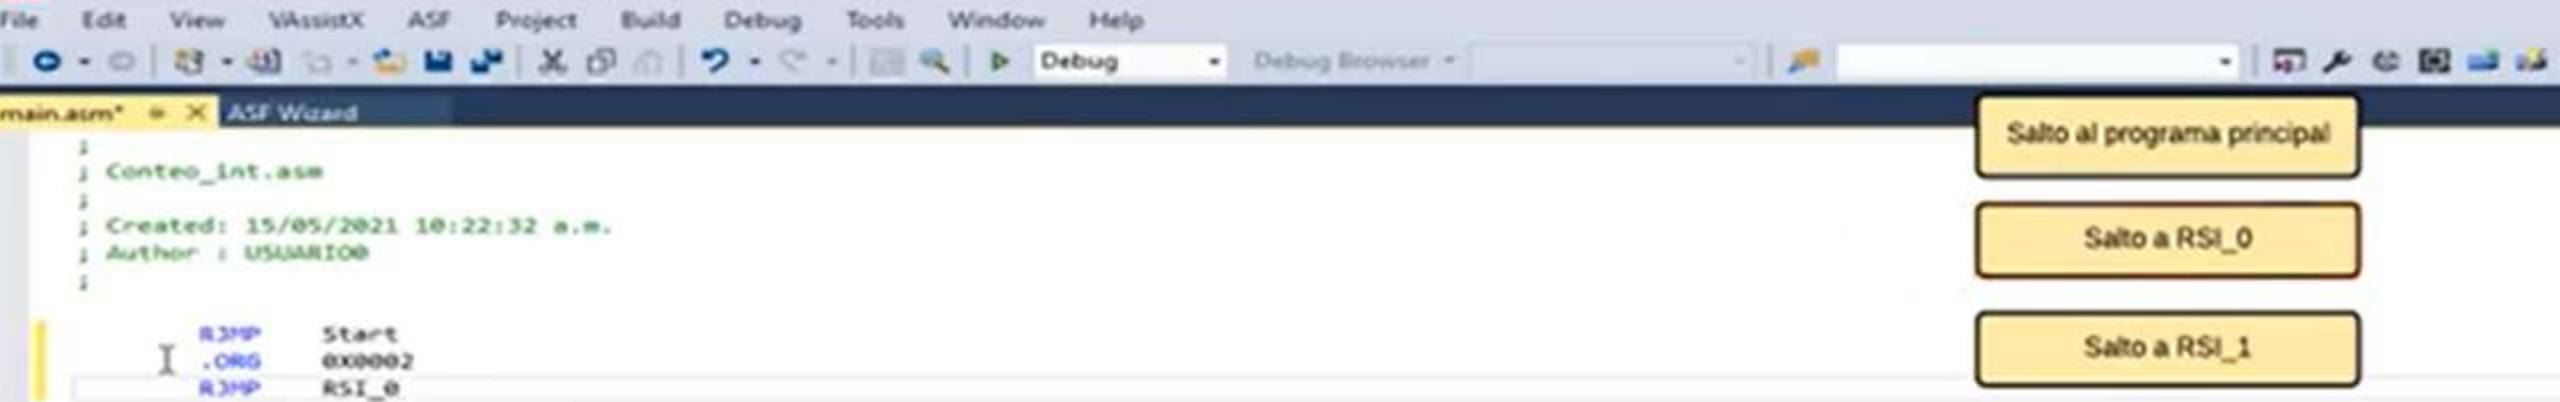 File Edit View VAssistX ASF Project Build Debug Tools Window Help
Debug Debug Browser
main.asm* ASF Wizard
;
; Conteo_int.asm
;
; Created: 15/05/2021 10:22:32 a.m.
; Author : USUARIO0
;
RJMP Start
.ORG 0X0002
RJMP RSI_0
Salto al programa principal
Salto a RSI_0
Salto a RSI_1